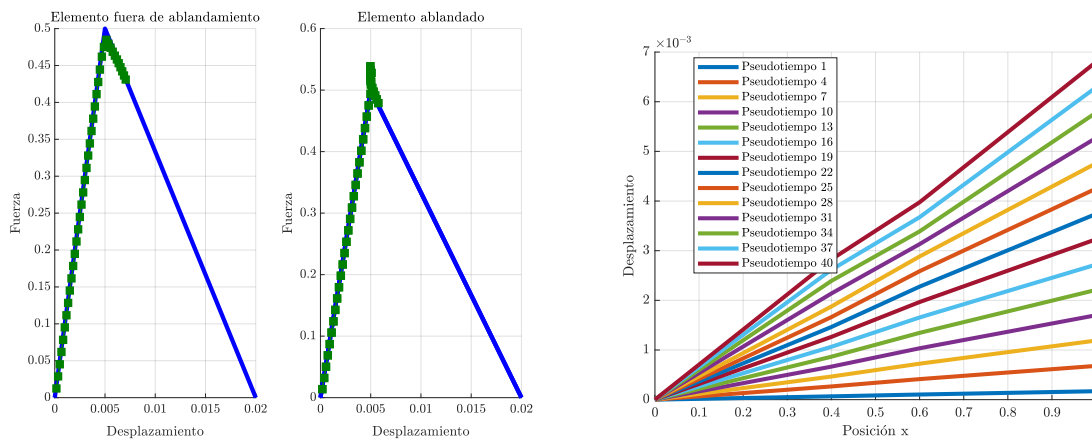 Elemento fuera de ablandamiento
0.5
0.45
0.4
0.35
0.3
0.25
0.2
0.15
0.1
0.05
0
0 0.005 0.01 0.015 0.02
Desplazamiento
Fuerza
Elemento ablandado
0.6
0.5
0.4
0.3
0.2
0.1
0
0 0.005 0.01 0.015 0.02
Desplazamiento
Fuerza
×10⁻³
7
6
5
4
3
2
1
0
0 0.1 0.2 0.3 0.4 0.5 0.6 0.7 0.8 0.9
Posición x
Desplazamiento
Pseudotiempo 1
Pseudotiempo 4
Pseudotiempo 7
Pseudotiempo 10
Pseudotiempo 13
Pseudotiempo 16
Pseudotiempo 19
Pseudotiempo 22
Pseudotiempo 25
Pseudotiempo 28
Pseudotiempo 31
Pseudotiempo 34
Pseudotiempo 37
Pseudotiempo 40